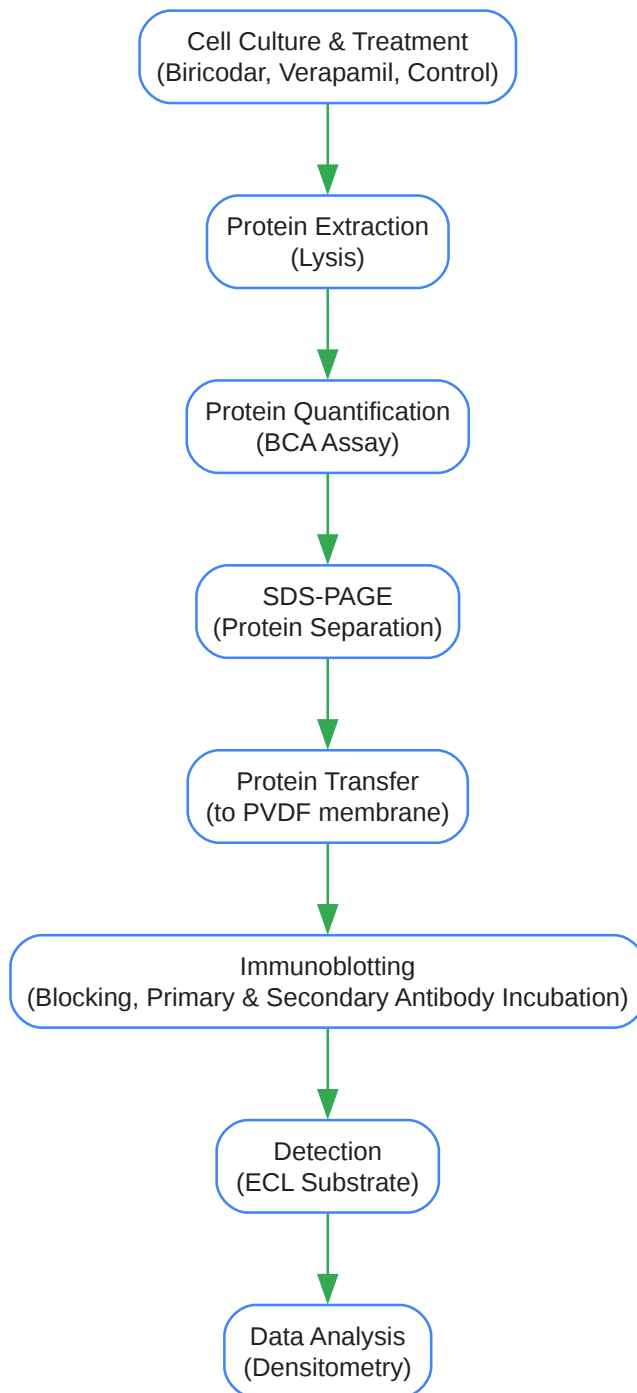 Cell Culture & Treatment
(Biricodar, Verapamil, Control)
Protein Extraction
(Lysis)
Protein Quantification
(BCA Assay)
SDS-PAGE
(Protein Separation)
Protein Transfer
(to PVDF membrane)
Immunoblotting
(Blocking, Primary & Secondary Antibody Incubation)
Detection
(ECL Substrate)
Data Analysis
(Densitometry)